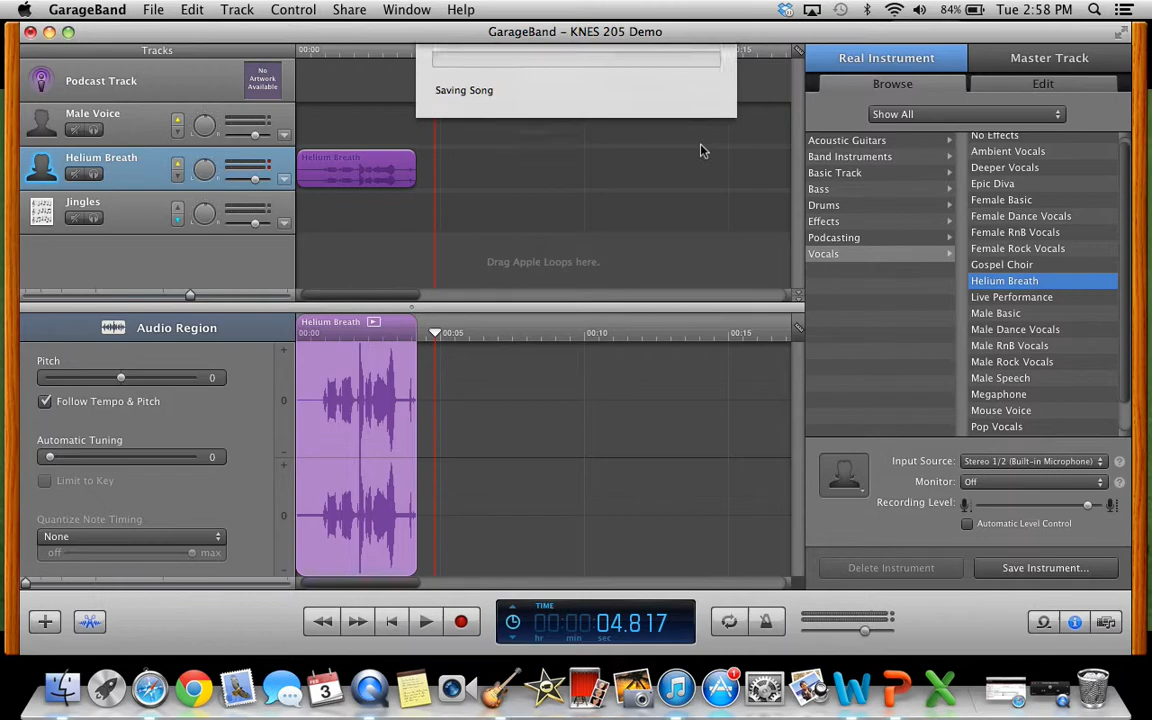 GarageBand File Edit Track Control Share Window Help
84% Tue 2:58 PM
GarageBand – KNES 205 Demo
Tracks
00:00
:15
Real Instrument
Master Track
Podcast Track
No Artwork Available
Saving Song
Browse
Edit
Male Voice
Show All
Helium Breath
Helium Breath
Jingles
Drag Apple Loops here.
Acoustic Guitars
Band Instruments
Basic Track
Bass
Drums
Effects
Podcasting
Vocals
No Effects
Ambient Vocals
Deeper Vocals
Epic Diva
Female Basic
Female Dance Vocals
Female RnB Vocals
Female Rock Vocals
Gospel Choir
Helium Breath
Live Performance
Male Basic
Male Dance Vocals
Male RnB Vocals
Male Rock Vocals
Male Speech
Megaphone
Mouse Voice
Pop Vocals
Audio Region
Helium Breath
00:00
00:05
00:10
00:15
Pitch
0
Follow Tempo & Pitch
Automatic Tuning
0
Limit to Key
Quantize Note Timing
None
off max
+
0
+
0
Input Source: Stereo 1/2 (Built-in Microphone)
Monitor: Off
Recording Level:
Automatic Level Control
Delete Instrument
Save Instrument...
TIME
00:00:04.817
hr min sec
FEB
3
1